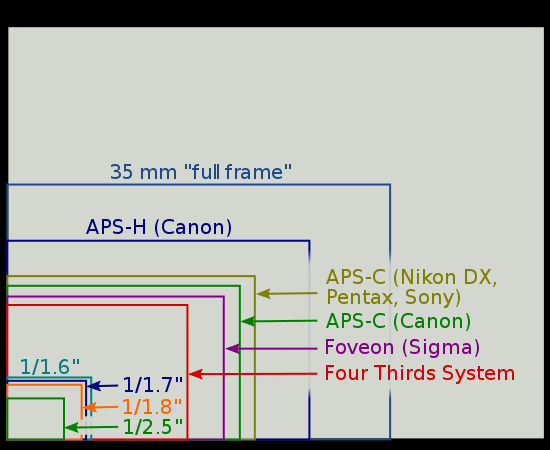 35 mm "full frame"
APS-H (Canon)
APS-C (Nikon DX,
Pentax, Sony)
APS-C (Canon)
Foveon (Sigma)
Four Thirds System
1/1.6"
1/1.7"
1/1.8"
1/2.5"